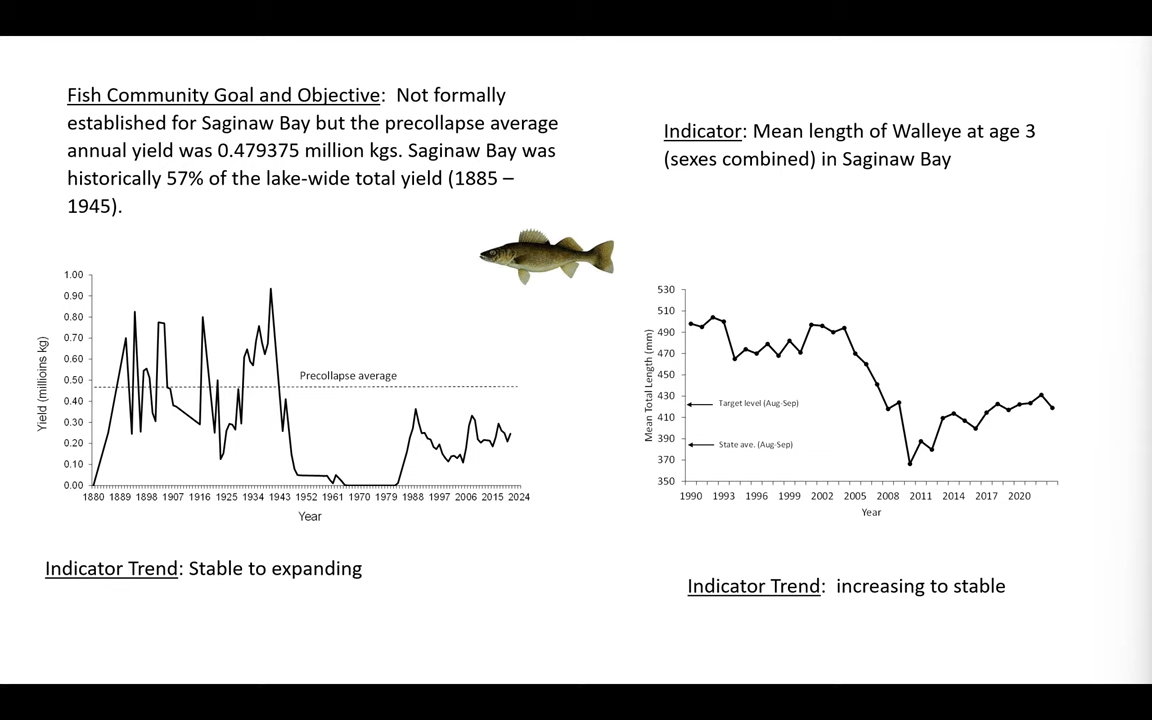 Fish Community Goal and Objective:  Not formally
established for Saginaw Bay but the precollapse average
annual yield was 0.479375 million kgs. Saginaw Bay was
historically 57% of the lake-wide total yield (1885 –
1945).
Indicator: Mean length of Walleye at age 3
(sexes combined) in Saginaw Bay
1.00
0.90
0.80
0.70
0.60
0.50
0.40
0.30
0.20
0.10
0.00
Yield (millioins kg)
Precollapse average
1880 1889 1898 1907 1916 1925 1934 1943 1952 1961 1970 1979 1988 1997 2006 2015 2024
Year
530
510
490
470
450
430
410
390
370
350
Mean Total Length (mm)
Target level (Aug-Sep)
State ave. (Aug-Sep)
1990 1993 1996 1999 2002 2005 2008 2011 2014 2017 2020
Year
Indicator Trend: Stable to expanding
Indicator Trend:  increasing to stable